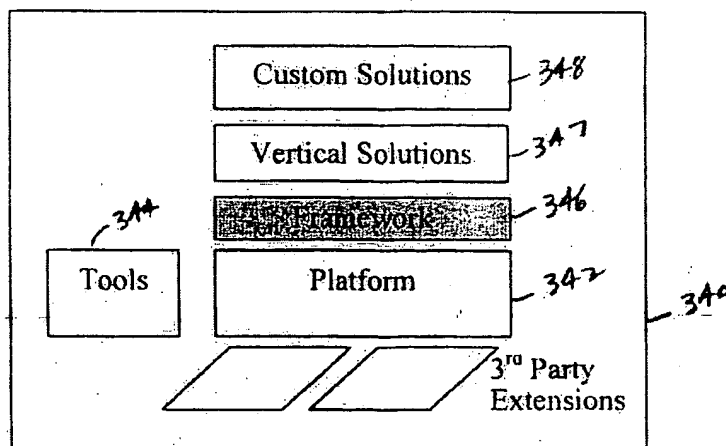 Custom Solutions 348
Vertical Solutions 347
Framework 346
344
Tools
Platform 342
340
3rd Party
Extensions